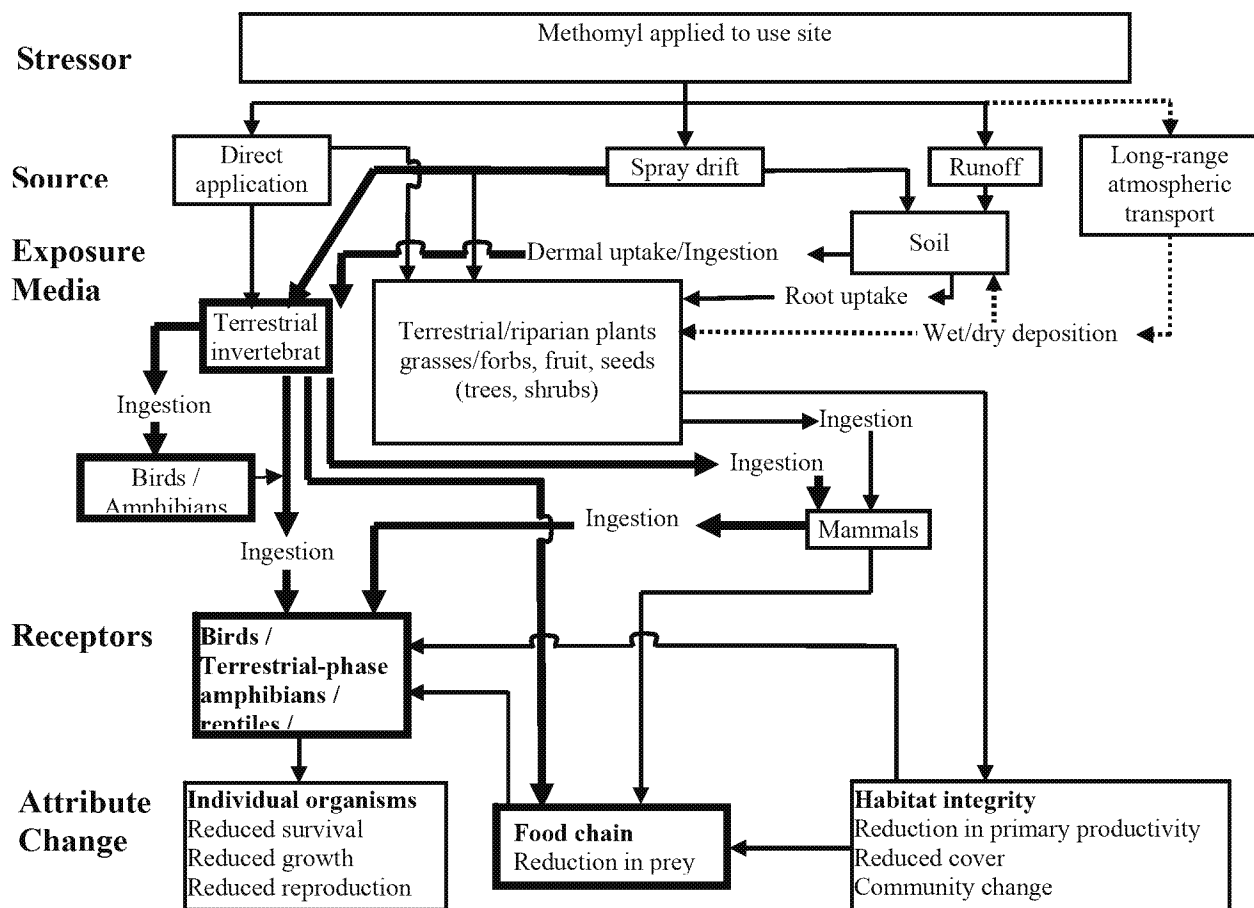 Methomyl applied to use site
Stressor
Direct
application
Spray drift
Runoff
Long-range
atmospheric
transport
Source
Soil
Exposure
Media
Dermal uptake/Ingestion
Root uptake
Wet/dry deposition
Terrestrial
invertebrat
Terrestrial/riparian plants
grasses/forbs, fruit, seeds
(trees, shrubs)
Ingestion
Ingestion
Ingestion
Birds /
Amphibians
Ingestion
Mammals
Ingestion
Receptors
Birds /
Terrestrial-phase
amphibians /
reptiles /
Attribute
Change
Individual organisms
Reduced survival
Reduced growth
Reduced reproduction
Food chain
Reduction in prey
Habitat integrity
Reduction in primary productivity
Reduced cover
Community change